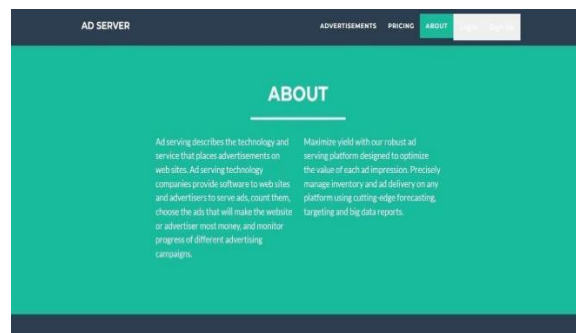 AD SERVER
ADVERTISEMENTS PRICING ABOUT Login Sign Up
ABOUT
Ad serving describes the technology and
service that places advertisements on
web sites. Ad serving technology
companies provide software to web sites
and advertisers to serve ads, count them,
choose the ads that will make the website
or advertiser most money, and monitor
progress of different advertising
campaigns.
Maximize yield with our robust ad
serving platform designed to optimize
the value of each ad impression. Precisely
manage inventory and ad delivery on any
platform using cutting-edge forecasting,
targeting and big data reports.